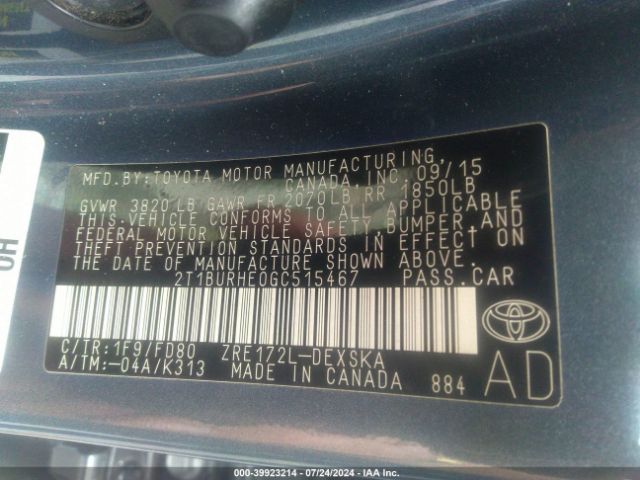 MFD. BY:TOYOTA MOTOR MANUFACTURING,
CANADA, INC. 09/15
GVWR 3820 LB GAWR FR 2070 LB RR 1850LB
THIS VEHICLE CONFORMS TO ALL APPLICABLE
FEDERAL MOTOR VEHICLE SAFETY, BUMPER, AND
THEFT PREVENTION STANDARDS IN EFFECT ON
THE DATE OF MANUFACTURE SHOWN ABOVE.
2T1BURHE0GC515467 PASS.CAR
C/TR:1F9/FD80 ZRE172L-DEXSKA
A/TM:-04A/K313 MADE IN CANADA 884
AD
HO
000-39923214 - 07/24/2024 - IAA Inc.